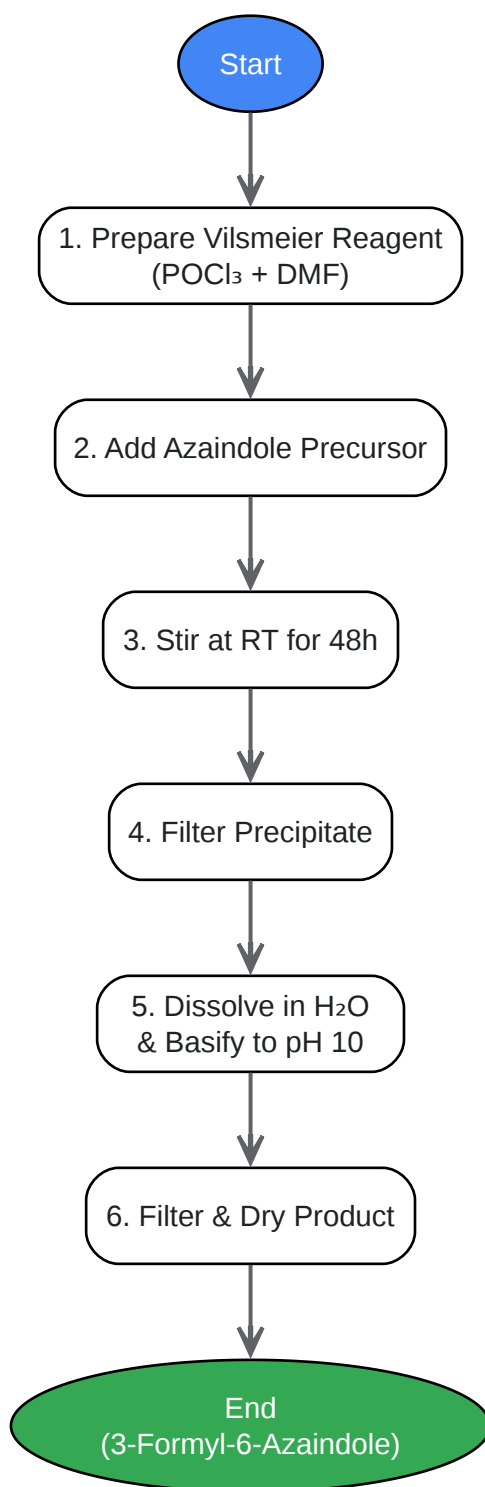 Start
1. Prepare Vilsmeier Reagent
(POCl₃ + DMF)
2. Add Azaindole Precursor
3. Stir at RT for 48h
4. Filter Precipitate
5. Dissolve in H₂O
& Basify to pH 10
6. Filter & Dry Product
End
(3-Formyl-6-Azaindole)